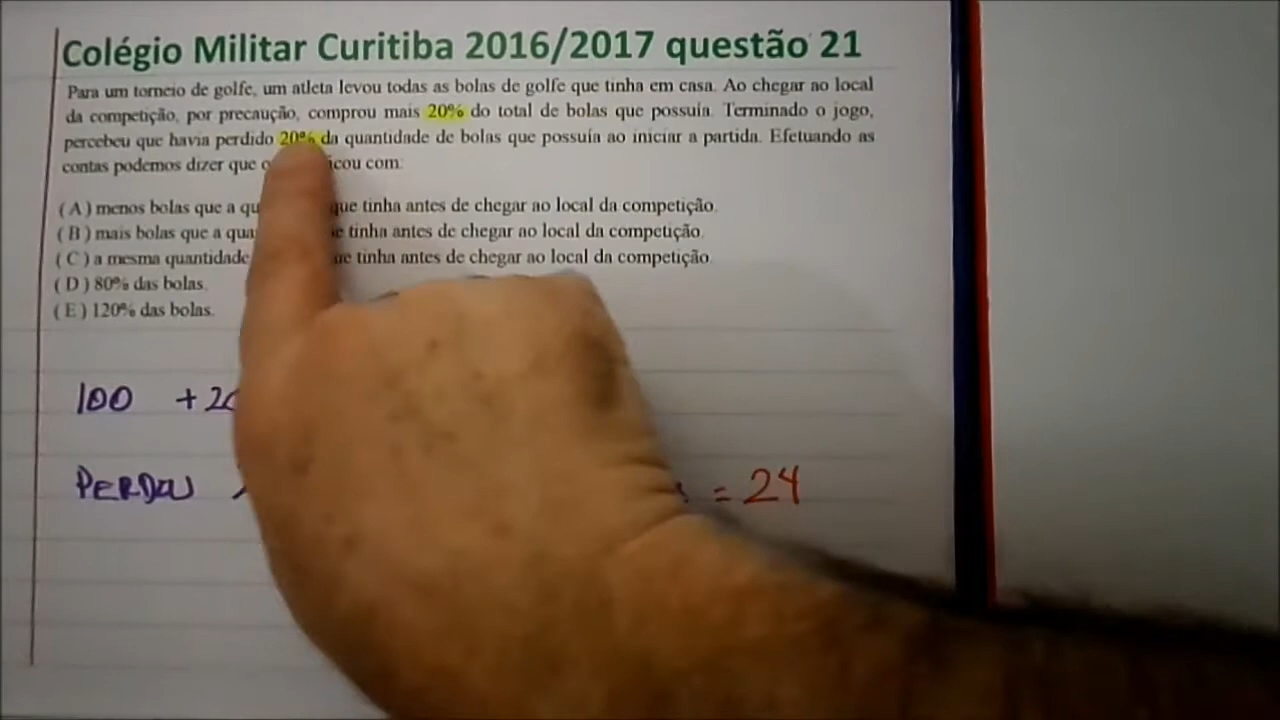 Colégio Militar Curitiba 2016/2017 questão 21
Para um torneio de golfe, um atleta levou todas as bolas de golfe que tinha em casa. Ao chegar ao local
da competição, por precaução, comprou mais 20% do total de bolas que possuía. Terminado o jogo,
percebeu que havia perdido 20% da quantidade de bolas que possuía ao iniciar a partida. Efetuando as
contas podemos dizer que com:
( A ) menos bolas que a que tinha antes de chegar ao local da competição.
( B ) mais bolas que a tinha antes de chegar ao local da competição.
( C ) a mesma quantidade tinha antes de chegar ao local da competição.
( D ) 80% das bolas.
( E ) 120% das bolas.
100 +20
PERDEU = 24